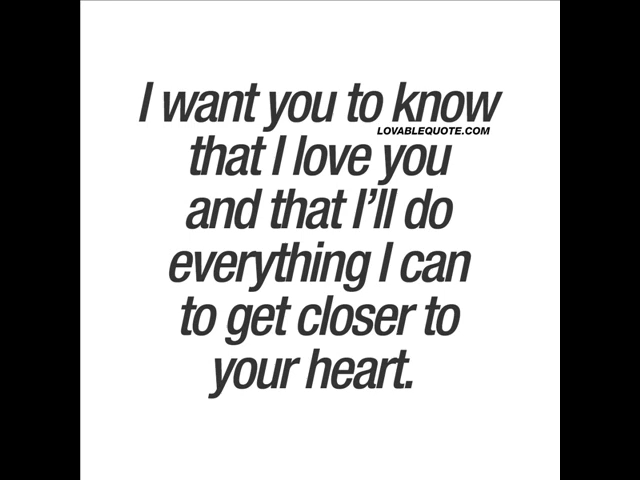 I want you to know
LOVABLEQUOTE.COM
that I love you
and that I'll do
everything I can
to get closer to
your heart.